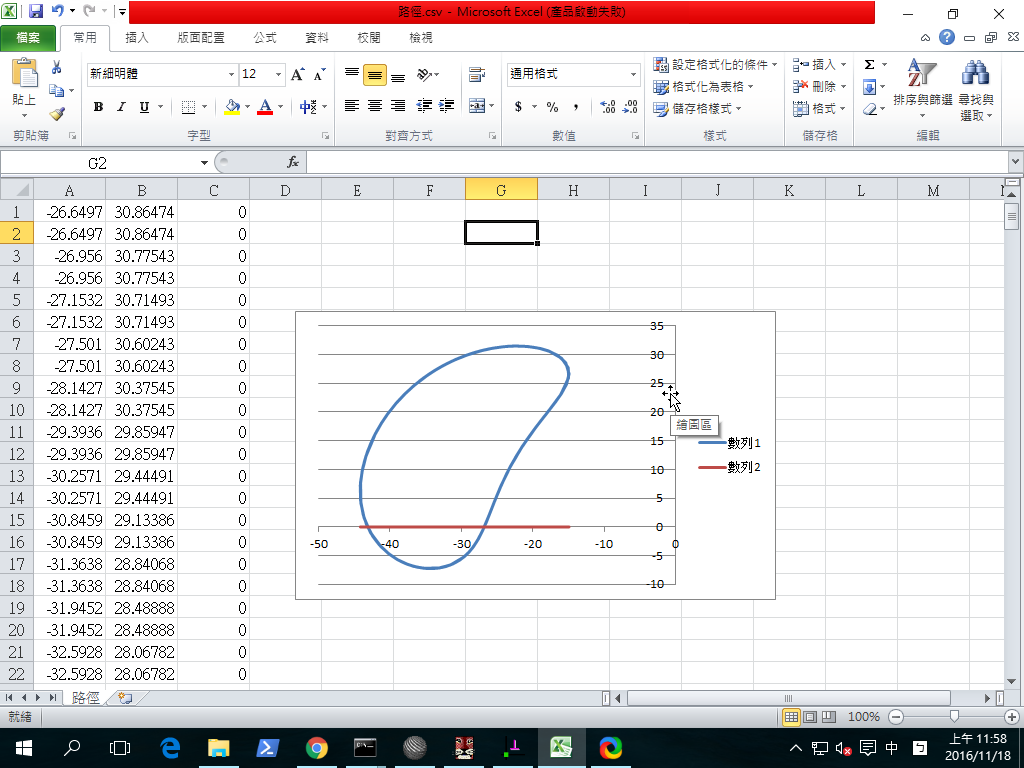 路徑.csv - Microsoft Excel (產品啟動失敗)
檔案 常用 插入 版面配置 公式 資料 校閱 檢視
貼上
新細明體 12
B I U
通用格式
$ % ,
設定格式化的條件
格式化為表格
儲存格樣式
插入
刪除
格式
排序與篩選 尋找與選取
剪貼簿 字型 對齊方式 數值 樣式 儲存格 編輯
G2 fx
A B C D E F G H I J K L M
1 -26.6497 30.86474 0
2 -26.6497 30.86474 0
3 -26.956 30.77543 0
4 -26.956 30.77543 0
5 -27.1532 30.71493 0
6 -27.1532 30.71493 0
7 -27.501 30.60243 0
8 -27.501 30.60243 0
9 -28.1427 30.37545 0
10 -28.1427 30.37545 0
11 -29.3936 29.85947 0
12 -29.3936 29.85947 0
13 -30.2571 29.44491 0
14 -30.2571 29.44491 0
15 -30.8459 29.13386 0
16 -30.8459 29.13386 0
17 -31.3638 28.84068 0
18 -31.3638 28.84068 0
19 -31.9452 28.48888 0
20 -31.9452 28.48888 0
21 -32.5928 28.06782 0
22 -32.5928 28.06782 0
35
30
25
20
15
10
5
0
-5
-10
-50 -40 -30 -20 -10 0
繪圖區
數列1
數列2
路徑
就緒 100%
中
上午 11:58
2016/11/18